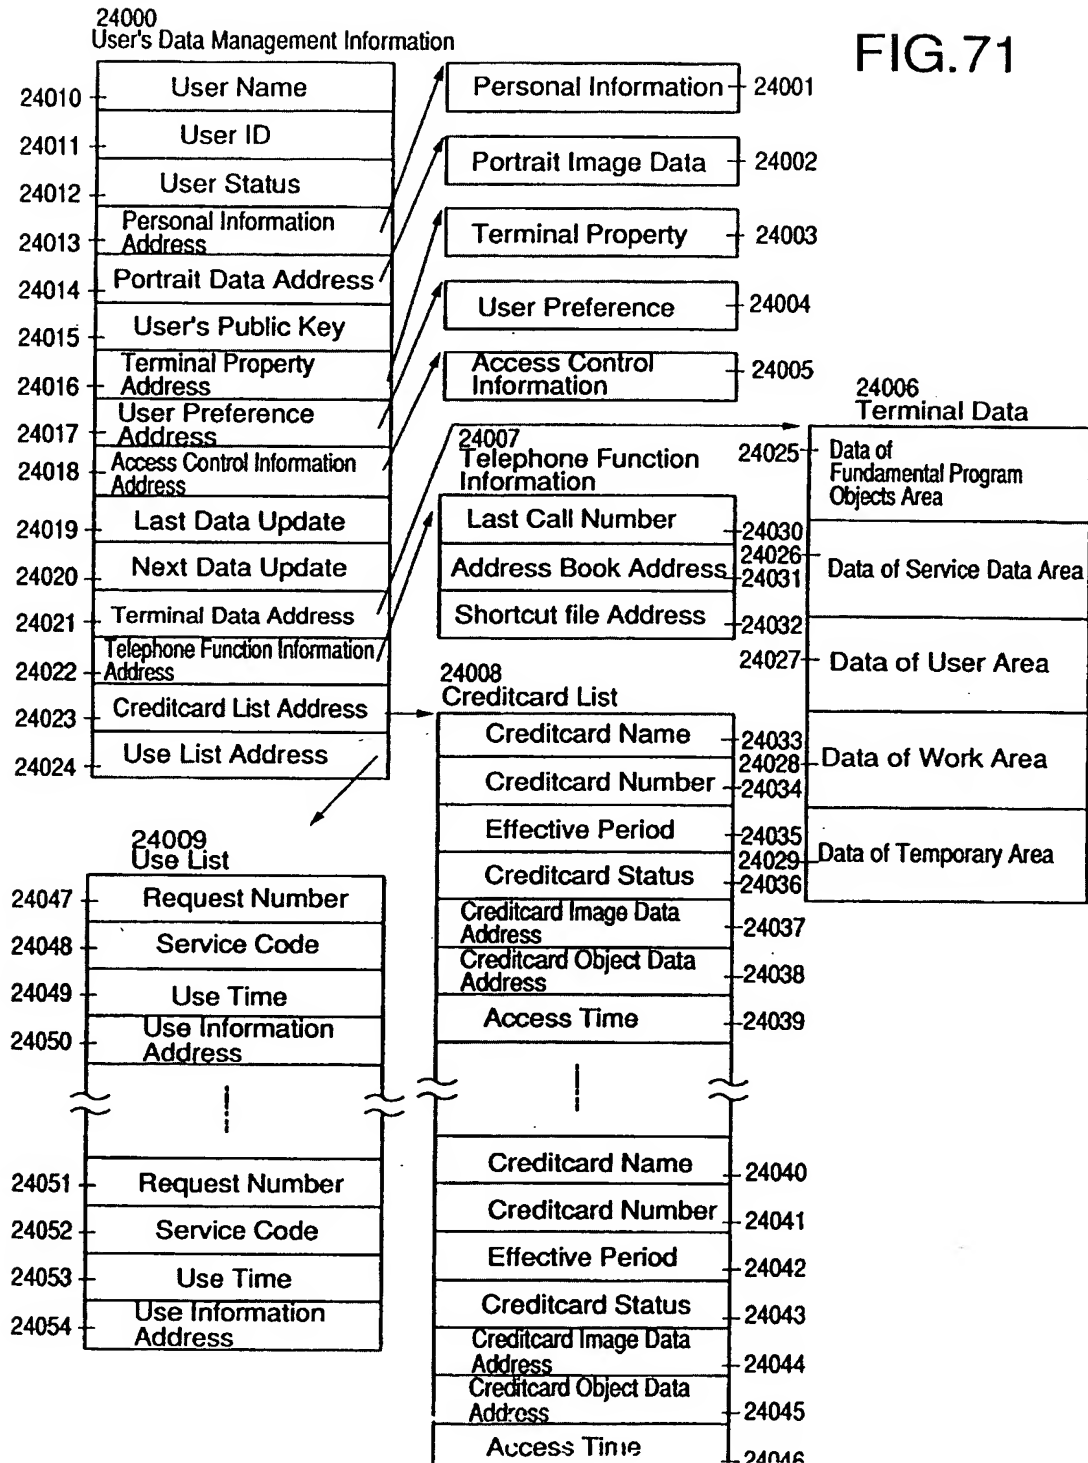 FIG.71
24000
User's Data Management Information
24010 User Name
24011 User ID
24012 User Status
24013 Personal Information
Address
24014 Portrait Data Address
24015 User's Public Key
24016 Terminal Property
Address
24017 User Preference
Address
24018 Access Control Information
Address
24019 Last Data Update
24020 Next Data Update
24021 Terminal Data Address
24022 Telephone Function Information
Address
24023 Creditcard List Address
24024 Use List Address
Personal Information 24001
Portrait Image Data 24002
Terminal Property 24003
User Preference 24004
Access Control
Information 24005
24006
Terminal Data
24025 Data of
Fundamental Program
Objects Area
24026 Data of Service Data Area
24027 Data of User Area
24028 Data of Work Area
24029 Data of Temporary Area
24007
Telephone Function
Information
Last Call Number 24030
Address Book Address 24031
Shortcut file Address 24032
24008
Creditcard List
Creditcard Name 24033
Creditcard Number 24034
Effective Period 24035
Creditcard Status 24036
Creditcard Image Data
Address 24037
Creditcard Object Data
Address 24038
Access Time 24039
Creditcard Name 24040
Creditcard Number 24041
Effective Period 24042
Creditcard Status 24043
Creditcard Image Data
Address 24044
Creditcard Object Data
Address 24045
Access Time 24046
24009
Use List
24047 Request Number
24048 Service Code
24049 Use Time
24050 Use Information
Address
24051 Request Number
24052 Service Code
24053 Use Time
24054 Use Information
Address